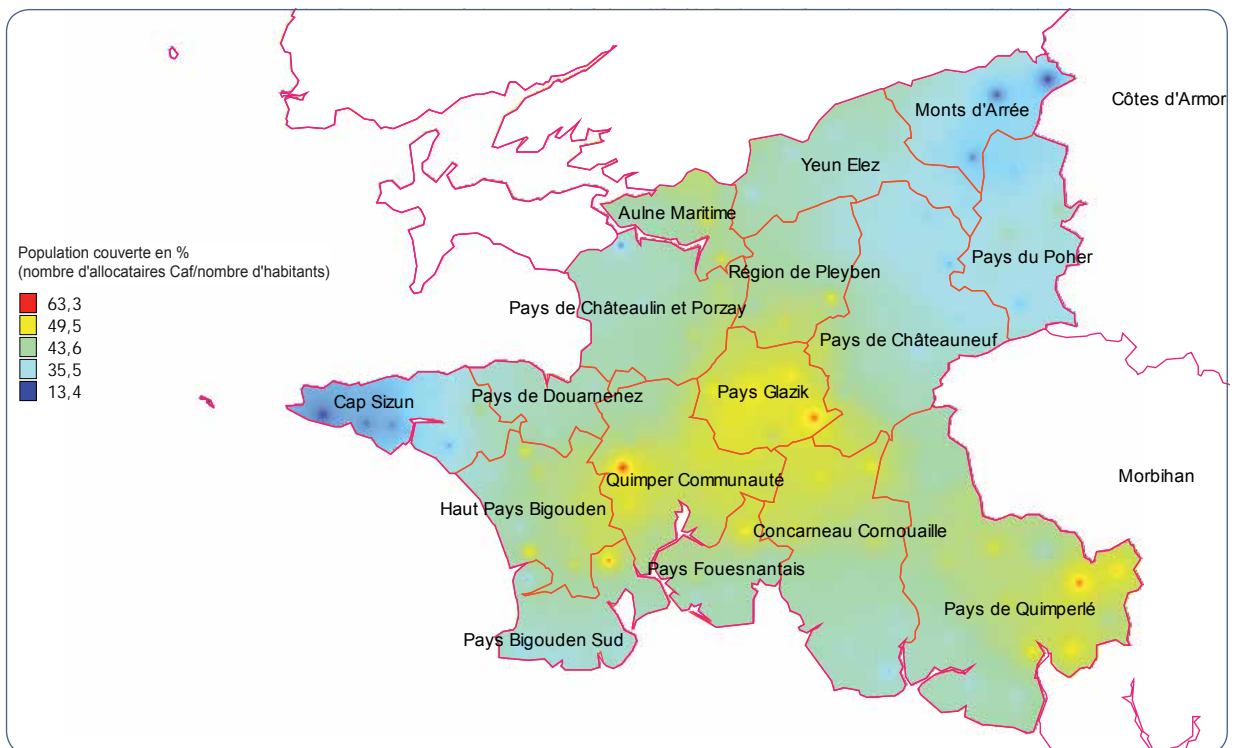 Côtes d'Armor
Monts d'Arrée
Yeun Elez
Aulne Maritime
Population couverte en %
(nombre d'allocataires Caf/nombre d'habitants)
63,3
49,5
43,6
35,5
13,4
Pays du Poher
Région de Pleyben
Pays de Châteaulin et Porzay
Pays de Châteauneuf
Pays de Douarnenez
Pays Glazik
Cap Sizun
Morbihan
Quimper Communauté
Haut Pays Bigouden
Concarneau Cornouaille
Pays Fouesnantais
Pays de Quimperlé
Pays Bigouden Sud